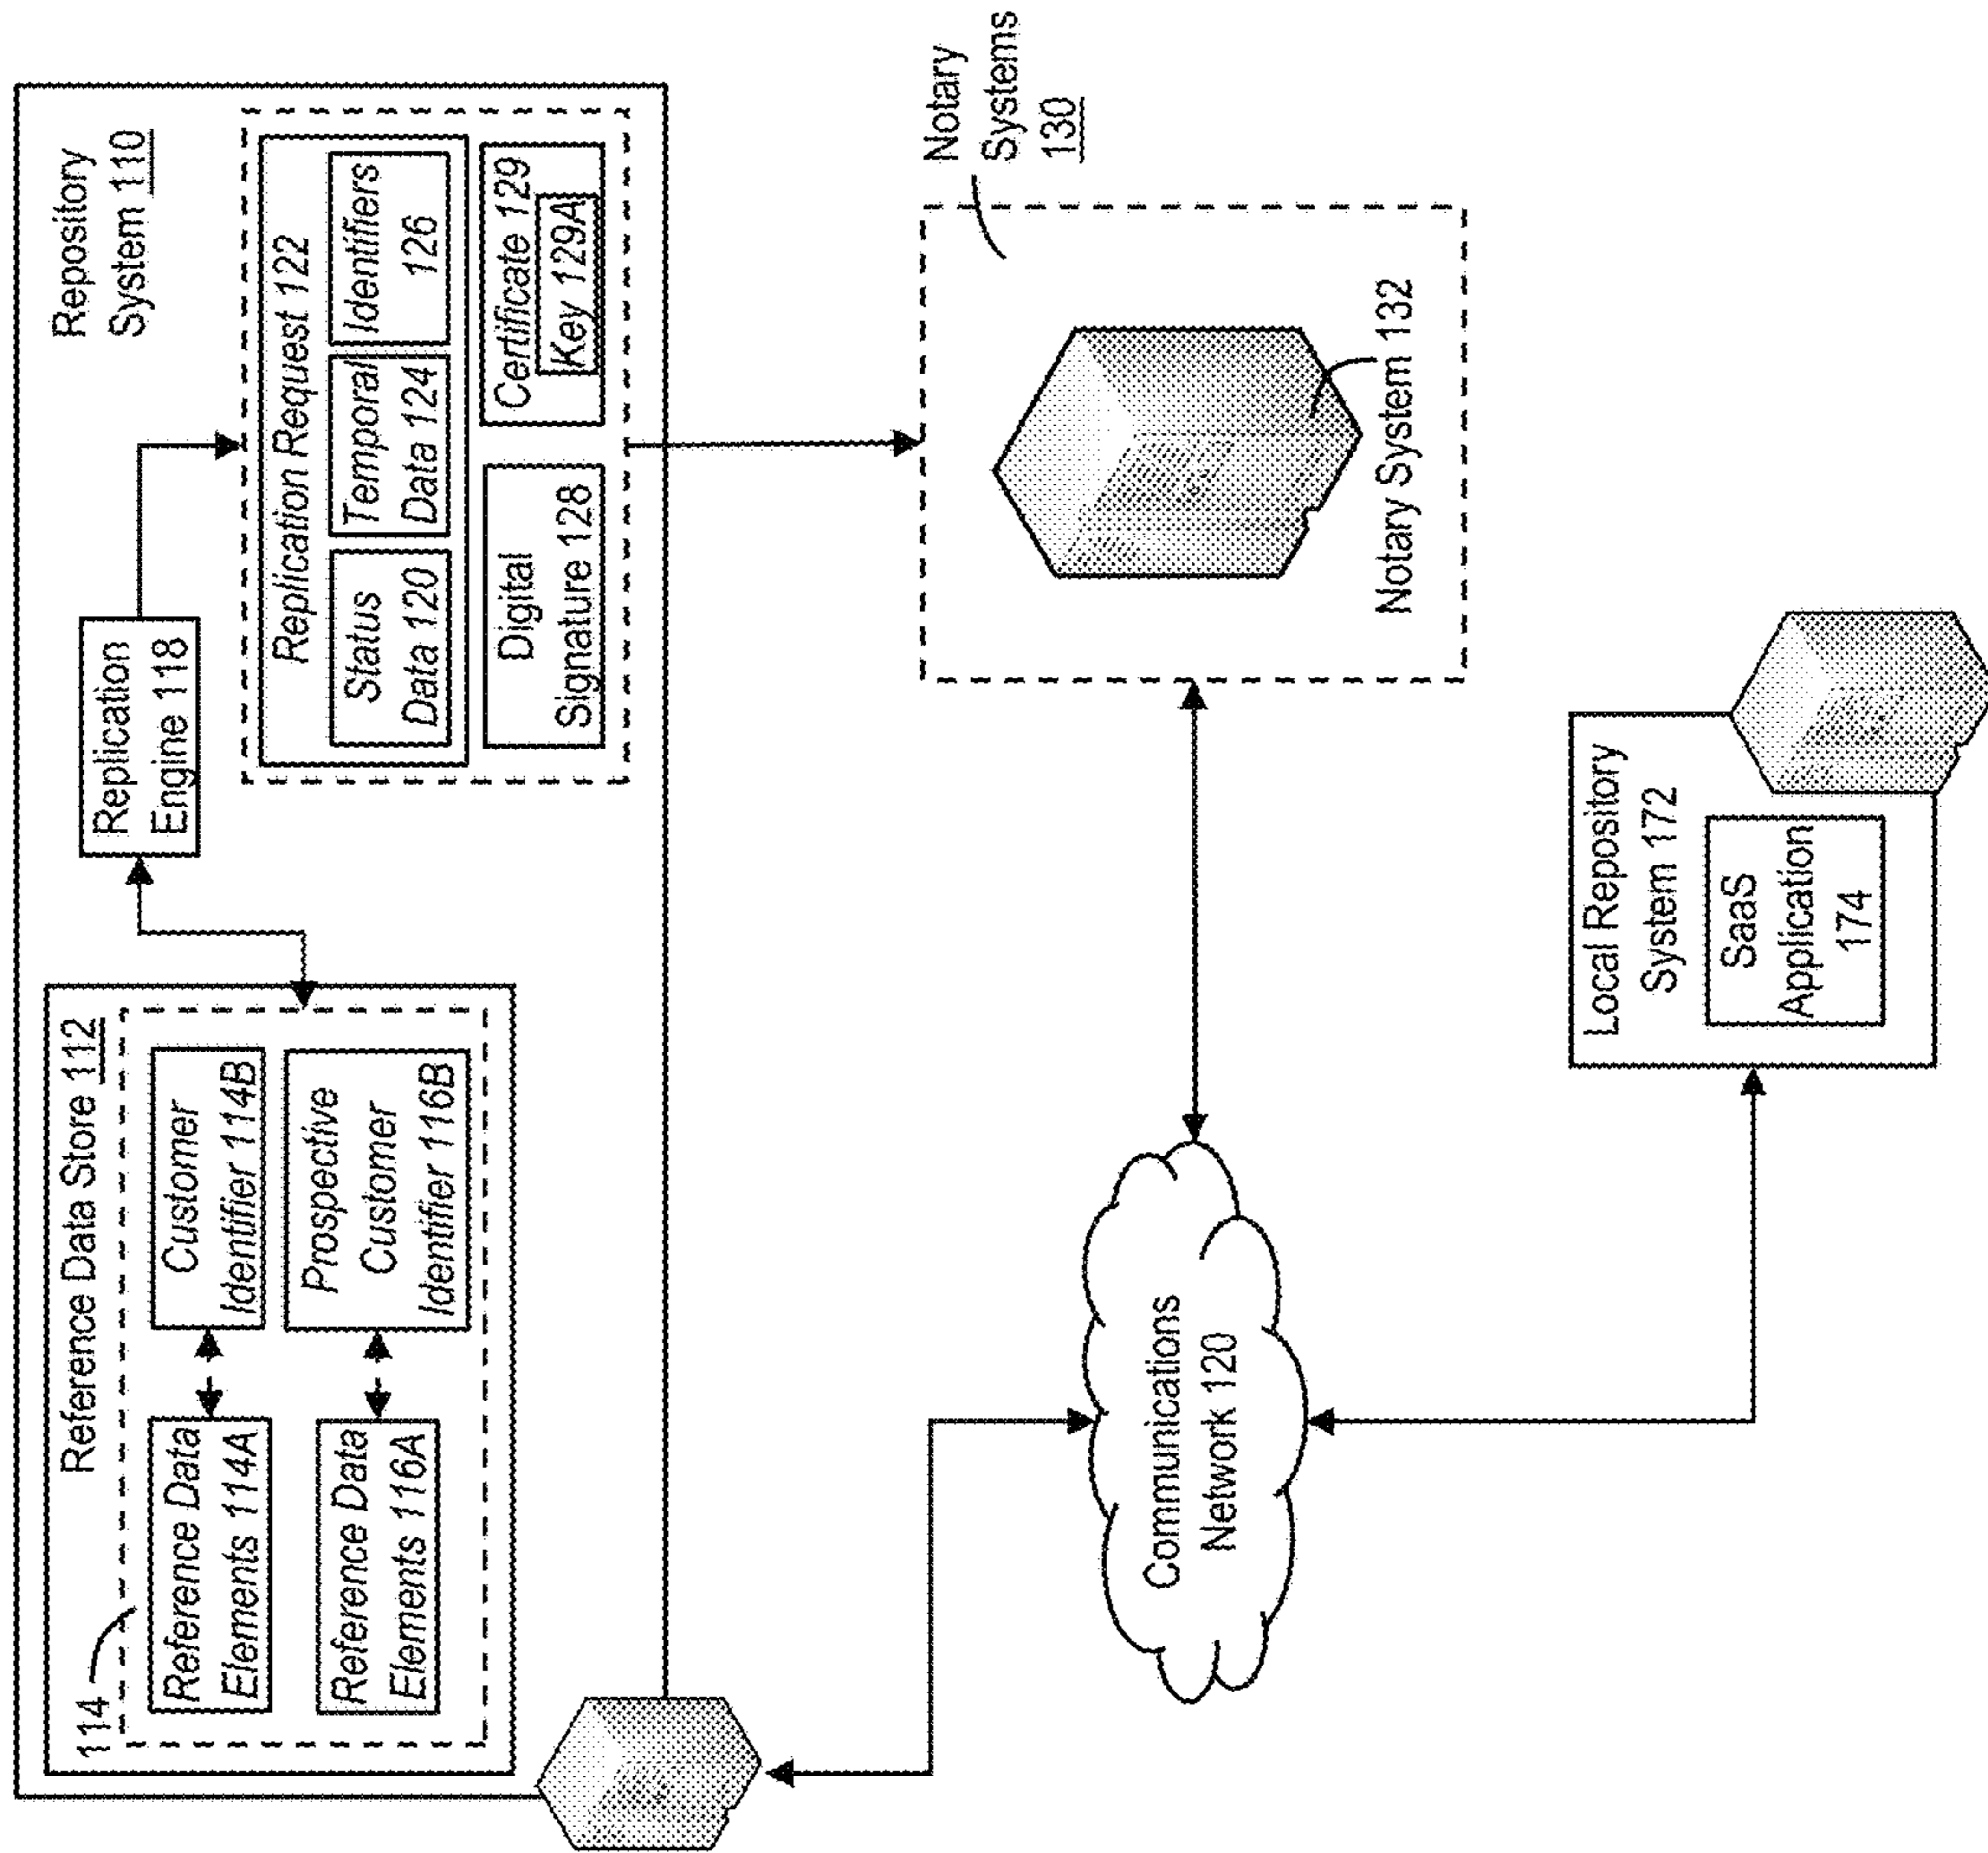 Repository
System 110
Reference Data Store 112
114
Reference Data
Elements 114A
Customer
Identifier 114B
Reference Data
Elements 116A
Prospective
Customer
Identifier 116B
Replication
Engine 118
Replication Request 122
Status
Data 120
Temporal
Data 124
Identifiers
126
Digital
Signature 128
Certificate 129
Key 129A
Notary
Systems
130
Notary System 132
Communications
Network 120
Local Repository
System 172
SaaS
Application
174